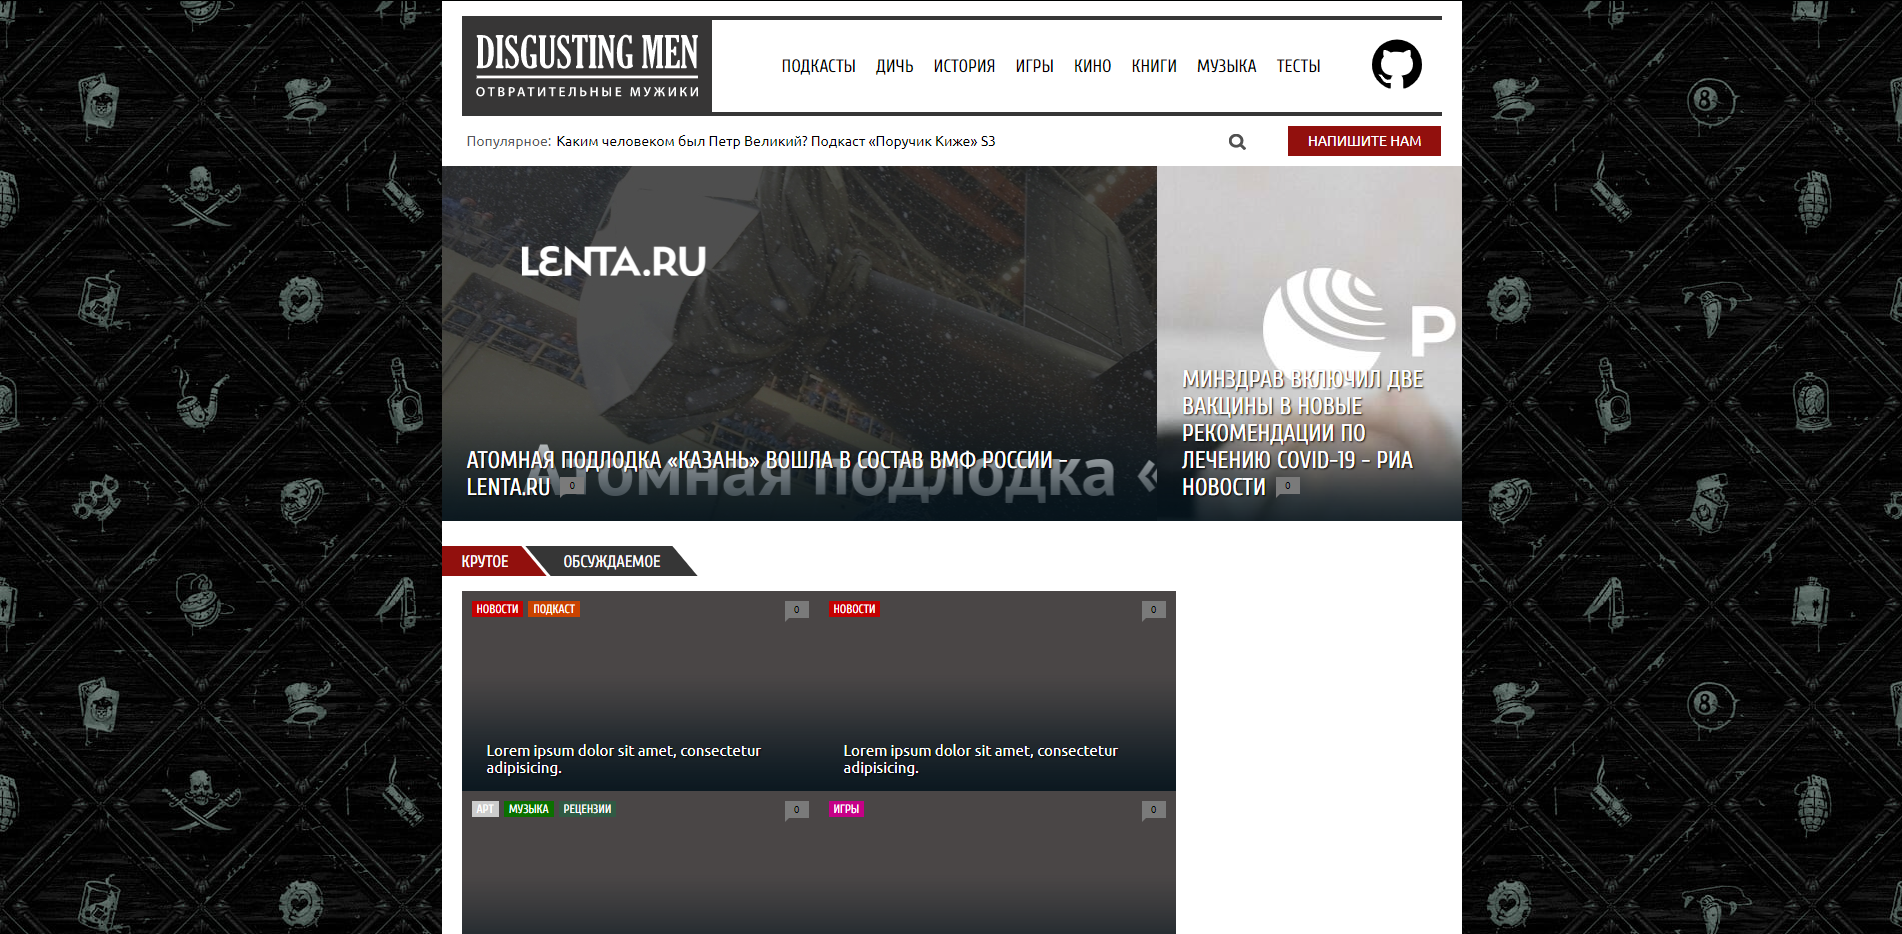 DISGUSTING MEN
ОТВРАТИТЕЛЬНЫЕ МУЖИКИ
ПОДКАСТЫ ДИЧЬ ИСТОРИЯ ИГРЫ КИНО КНИГИ МУЗЫКА ТЕСТЫ
Популярное: Каким человеком был Петр Великий? Подкаст «Поручик Киже» S3
НАПИШИТЕ НАМ
LENTA.RU
Атомная подлодка «
АТОМНАЯ ПОДЛОДКА «КАЗАНЬ» ВОШЛА В СОСТАВ ВМФ РОССИИ -
LENTA.RU 0
Р
МИНЗДРАВ ВКЛЮЧИЛ ДВЕ
ВАКЦИНЫ В НОВЫЕ
РЕКОМЕНДАЦИИ ПО
ЛЕЧЕНИЮ COVID-19 - РИА
НОВОСТИ 0
КРУТОЕ ОБСУЖДАЕМОЕ
НОВОСТИ ПОДКАСТ 0
Lorem ipsum dolor sit amet, consectetur
adipisicing.
НОВОСТИ 0
Lorem ipsum dolor sit amet, consectetur
adipisicing.
АРТ МУЗЫКА РЕЦЕНЗИИ 0
ИГРЫ 0